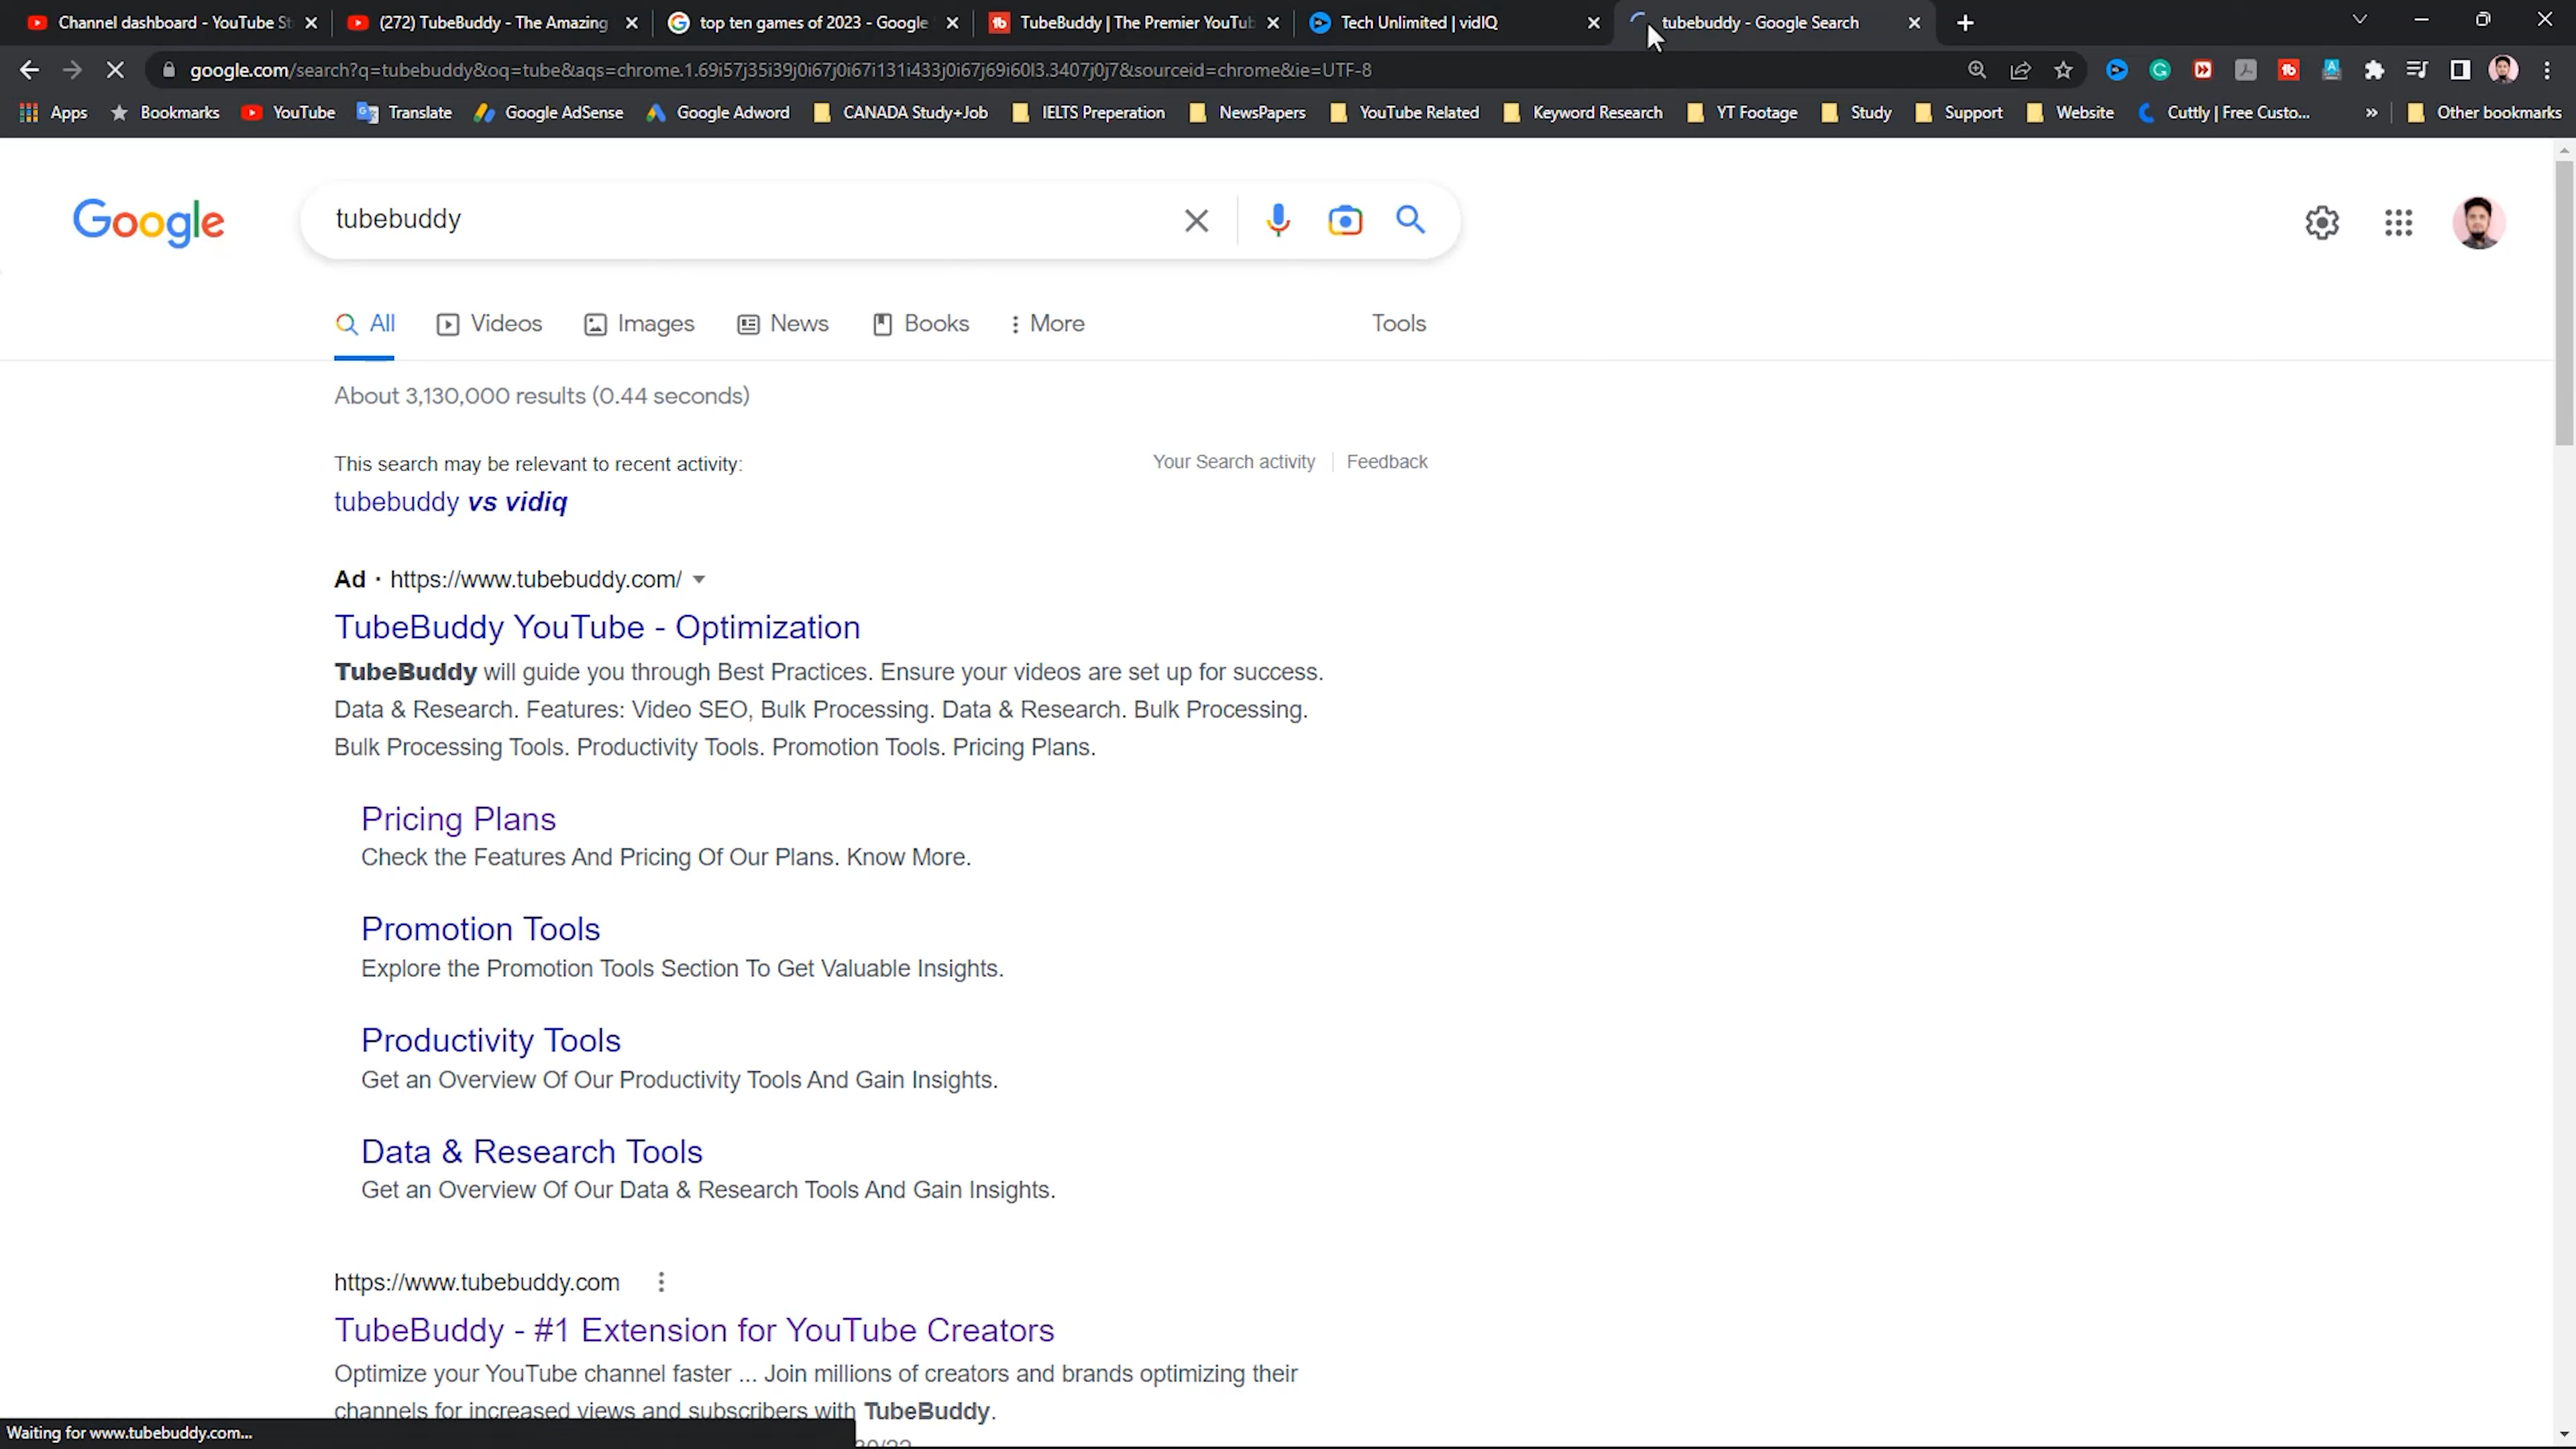 Channel dashboard - YouTube St
(272) TubeBuddy - The Amazing
top ten games of 2023 - Google
TubeBuddy | The Premier YouTub
Tech Unlimited | vidIQ
tubebuddy - Google Search
google.com/search?q=tubebuddy&oq=tube&aqs=chrome.1.69i57j35i39j0i67j0i67i131i433j0i67j69i60l3.3407j0j7&sourceid=chrome&ie=UTF-8
Apps
Bookmarks
YouTube
Translate
Google AdSense
Google Adword
CANADA Study+Job
IELTS Preperation
NewsPapers
YouTube Related
Keyword Research
YT Footage
Study
Support
Website
Cuttly | Free Custo...
Other bookmarks
Google
tubebuddy
All
Videos
Images
News
Books
More
Tools
About 3,130,000 results (0.44 seconds)
This search may be relevant to recent activity:
Your Search activity
Feedback
tubebuddy vs vidiq
Ad · https://www.tubebuddy.com/
TubeBuddy YouTube - Optimization
TubeBuddy will guide you through Best Practices. Ensure your videos are set up for success.
Data & Research. Features: Video SEO, Bulk Processing. Data & Research. Bulk Processing.
Bulk Processing Tools. Productivity Tools. Promotion Tools. Pricing Plans.
Pricing Plans
Check the Features And Pricing Of Our Plans. Know More.
Promotion Tools
Explore the Promotion Tools Section To Get Valuable Insights.
Productivity Tools
Get an Overview Of Our Productivity Tools And Gain Insights.
Data & Research Tools
Get an Overview Of Our Data & Research Tools And Gain Insights.
https://www.tubebuddy.com
TubeBuddy - #1 Extension for YouTube Creators
Optimize your YouTube channel faster ... Join millions of creators and brands optimizing their
channels for increased views and subscribers with TubeBuddy.
Waiting for www.tubebuddy.com...